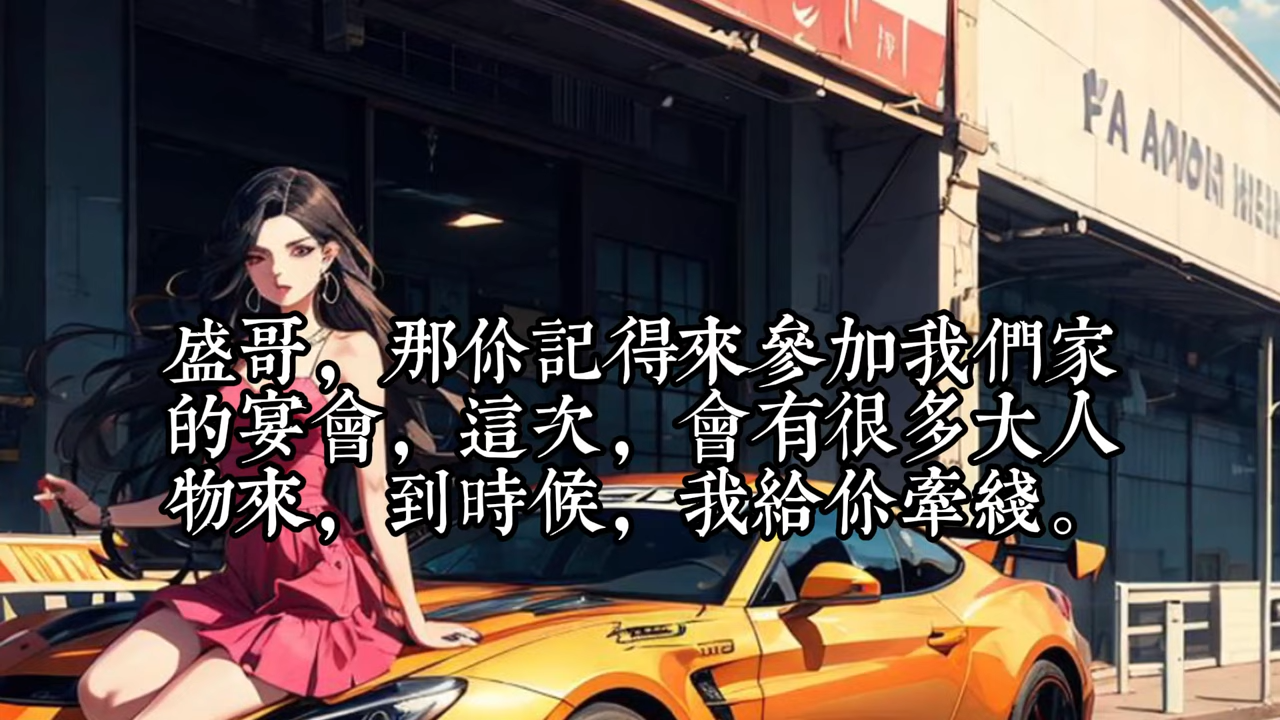 盛哥，那你記得來參加我們家
的宴會，這次，會有很多大人
物來，到時候，我給你牽綫。